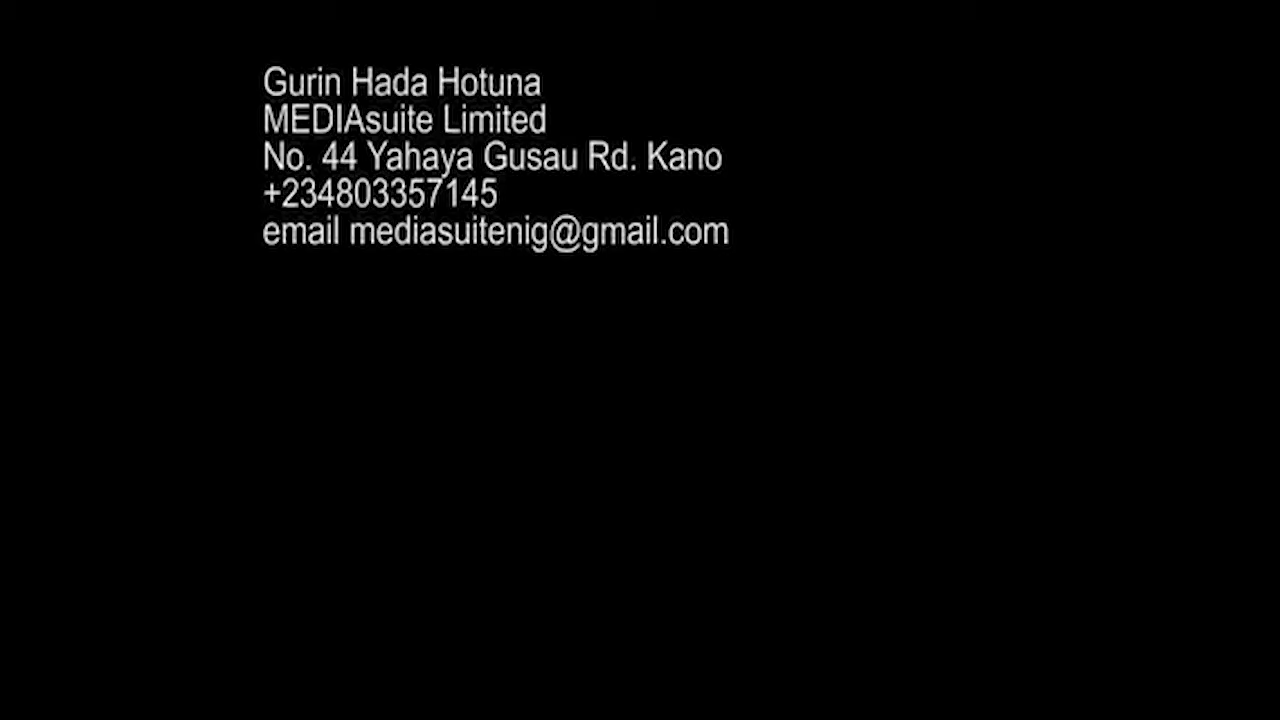 Gurin Hada Hotuna
MEDIAsuite Limited
No. 44 Yahaya Gusau Rd. Kano
+234803357145
email mediasuitenig@gmail.com